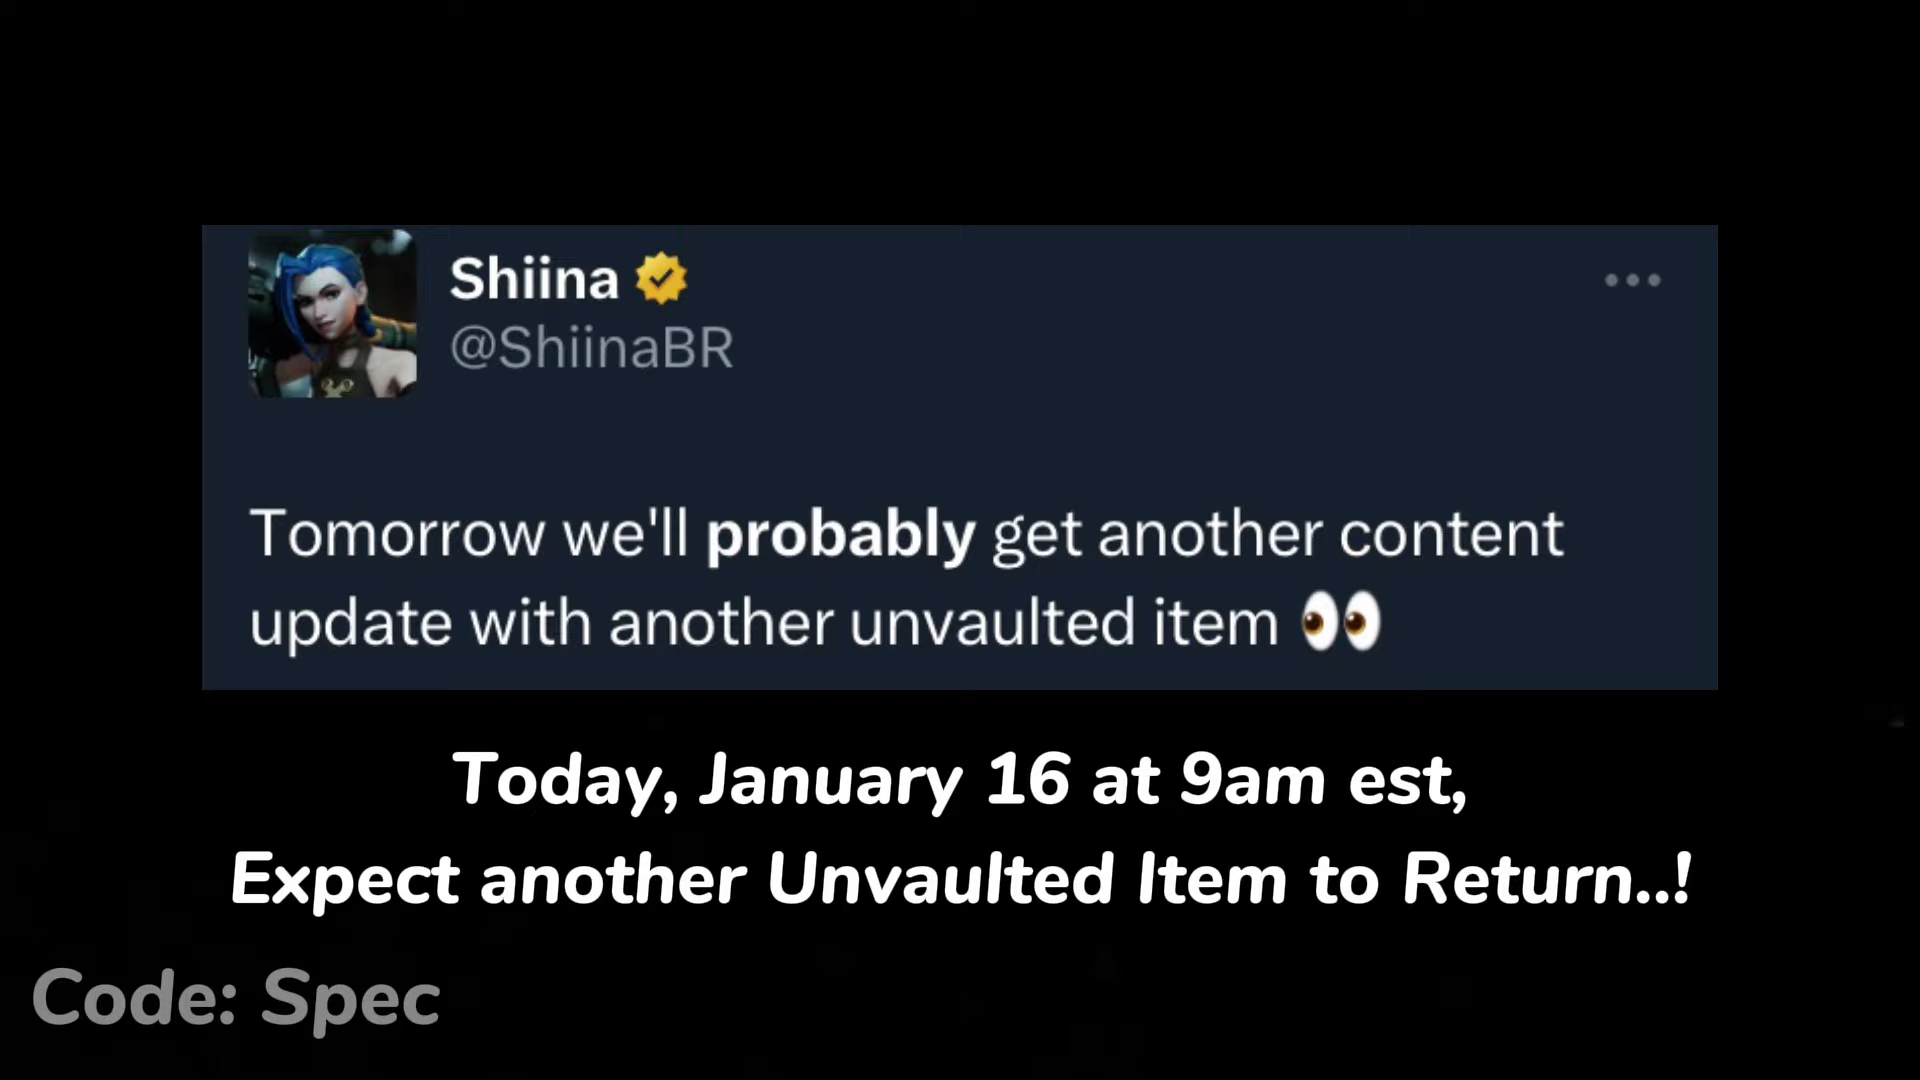 Shiina
@ShiinaBR
Tomorrow we'll probably get another content
update with another unvaulted item 👀
Today, January 16 at 9am est,
Expect another Unvaulted Item to Return..!
Code: Spec